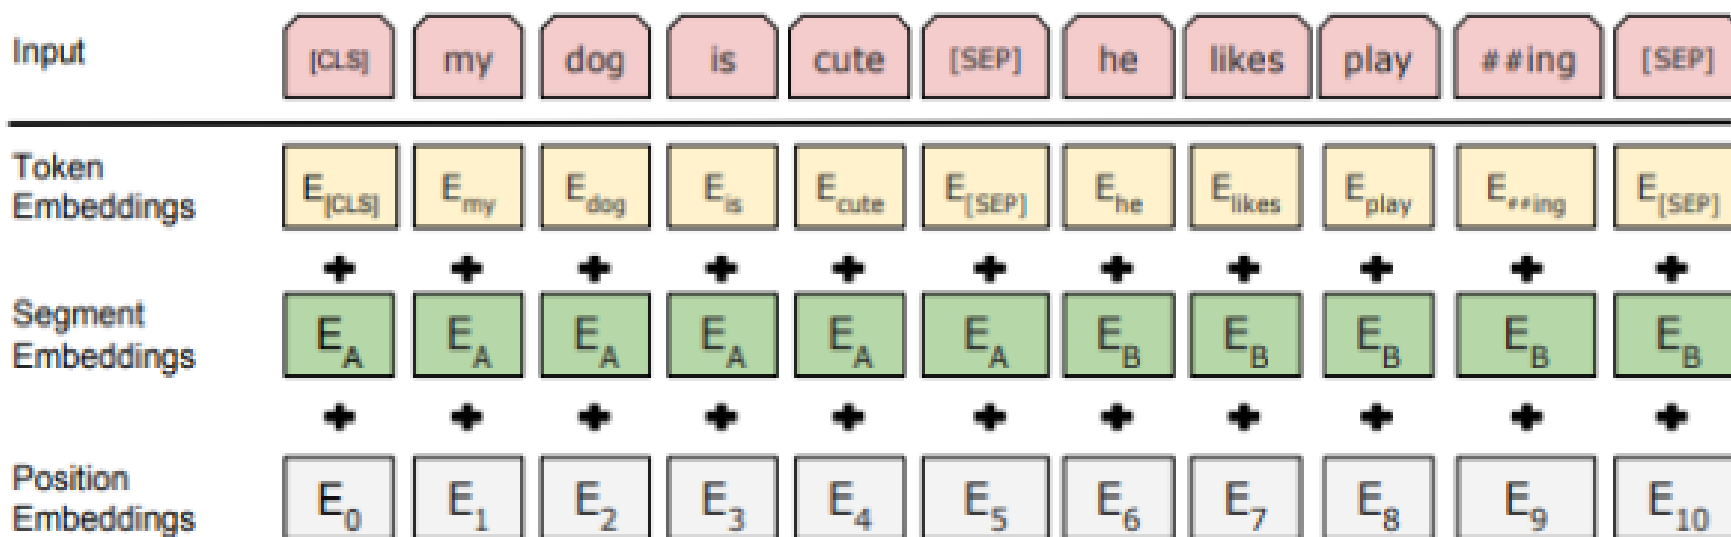 Input [CLS] my dog is cute [SEP] he likes play ##ing [SEP]
Token
Embeddings
E[CLS] Emy Edog Eis Ecute E[SEP] Ehe Elikes Eplay E##ing E[SEP]
+ + + + + + + + + + +
Segment
Embeddings
EA EA EA EA EA EA EB EB EB EB EB
+ + + + + + + + + + +
Position
Embeddings
E0 E1 E2 E3 E4 E5 E6 E7 E8 E9 E10